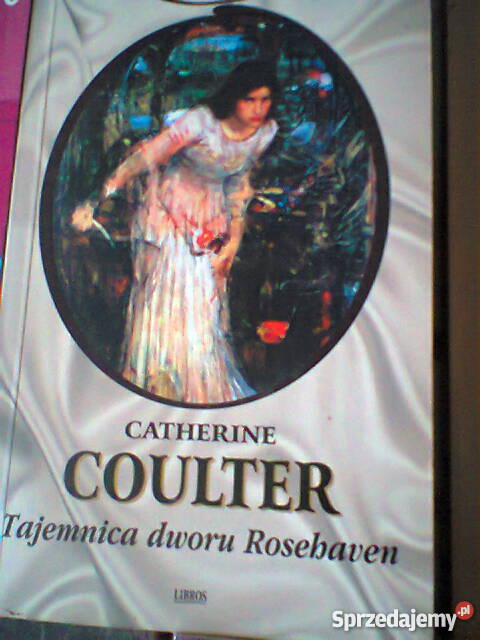 CATHERINE
COULTER
Tajemnica dworu Rosehaven
LIBROS
Sprzedajemy.pl